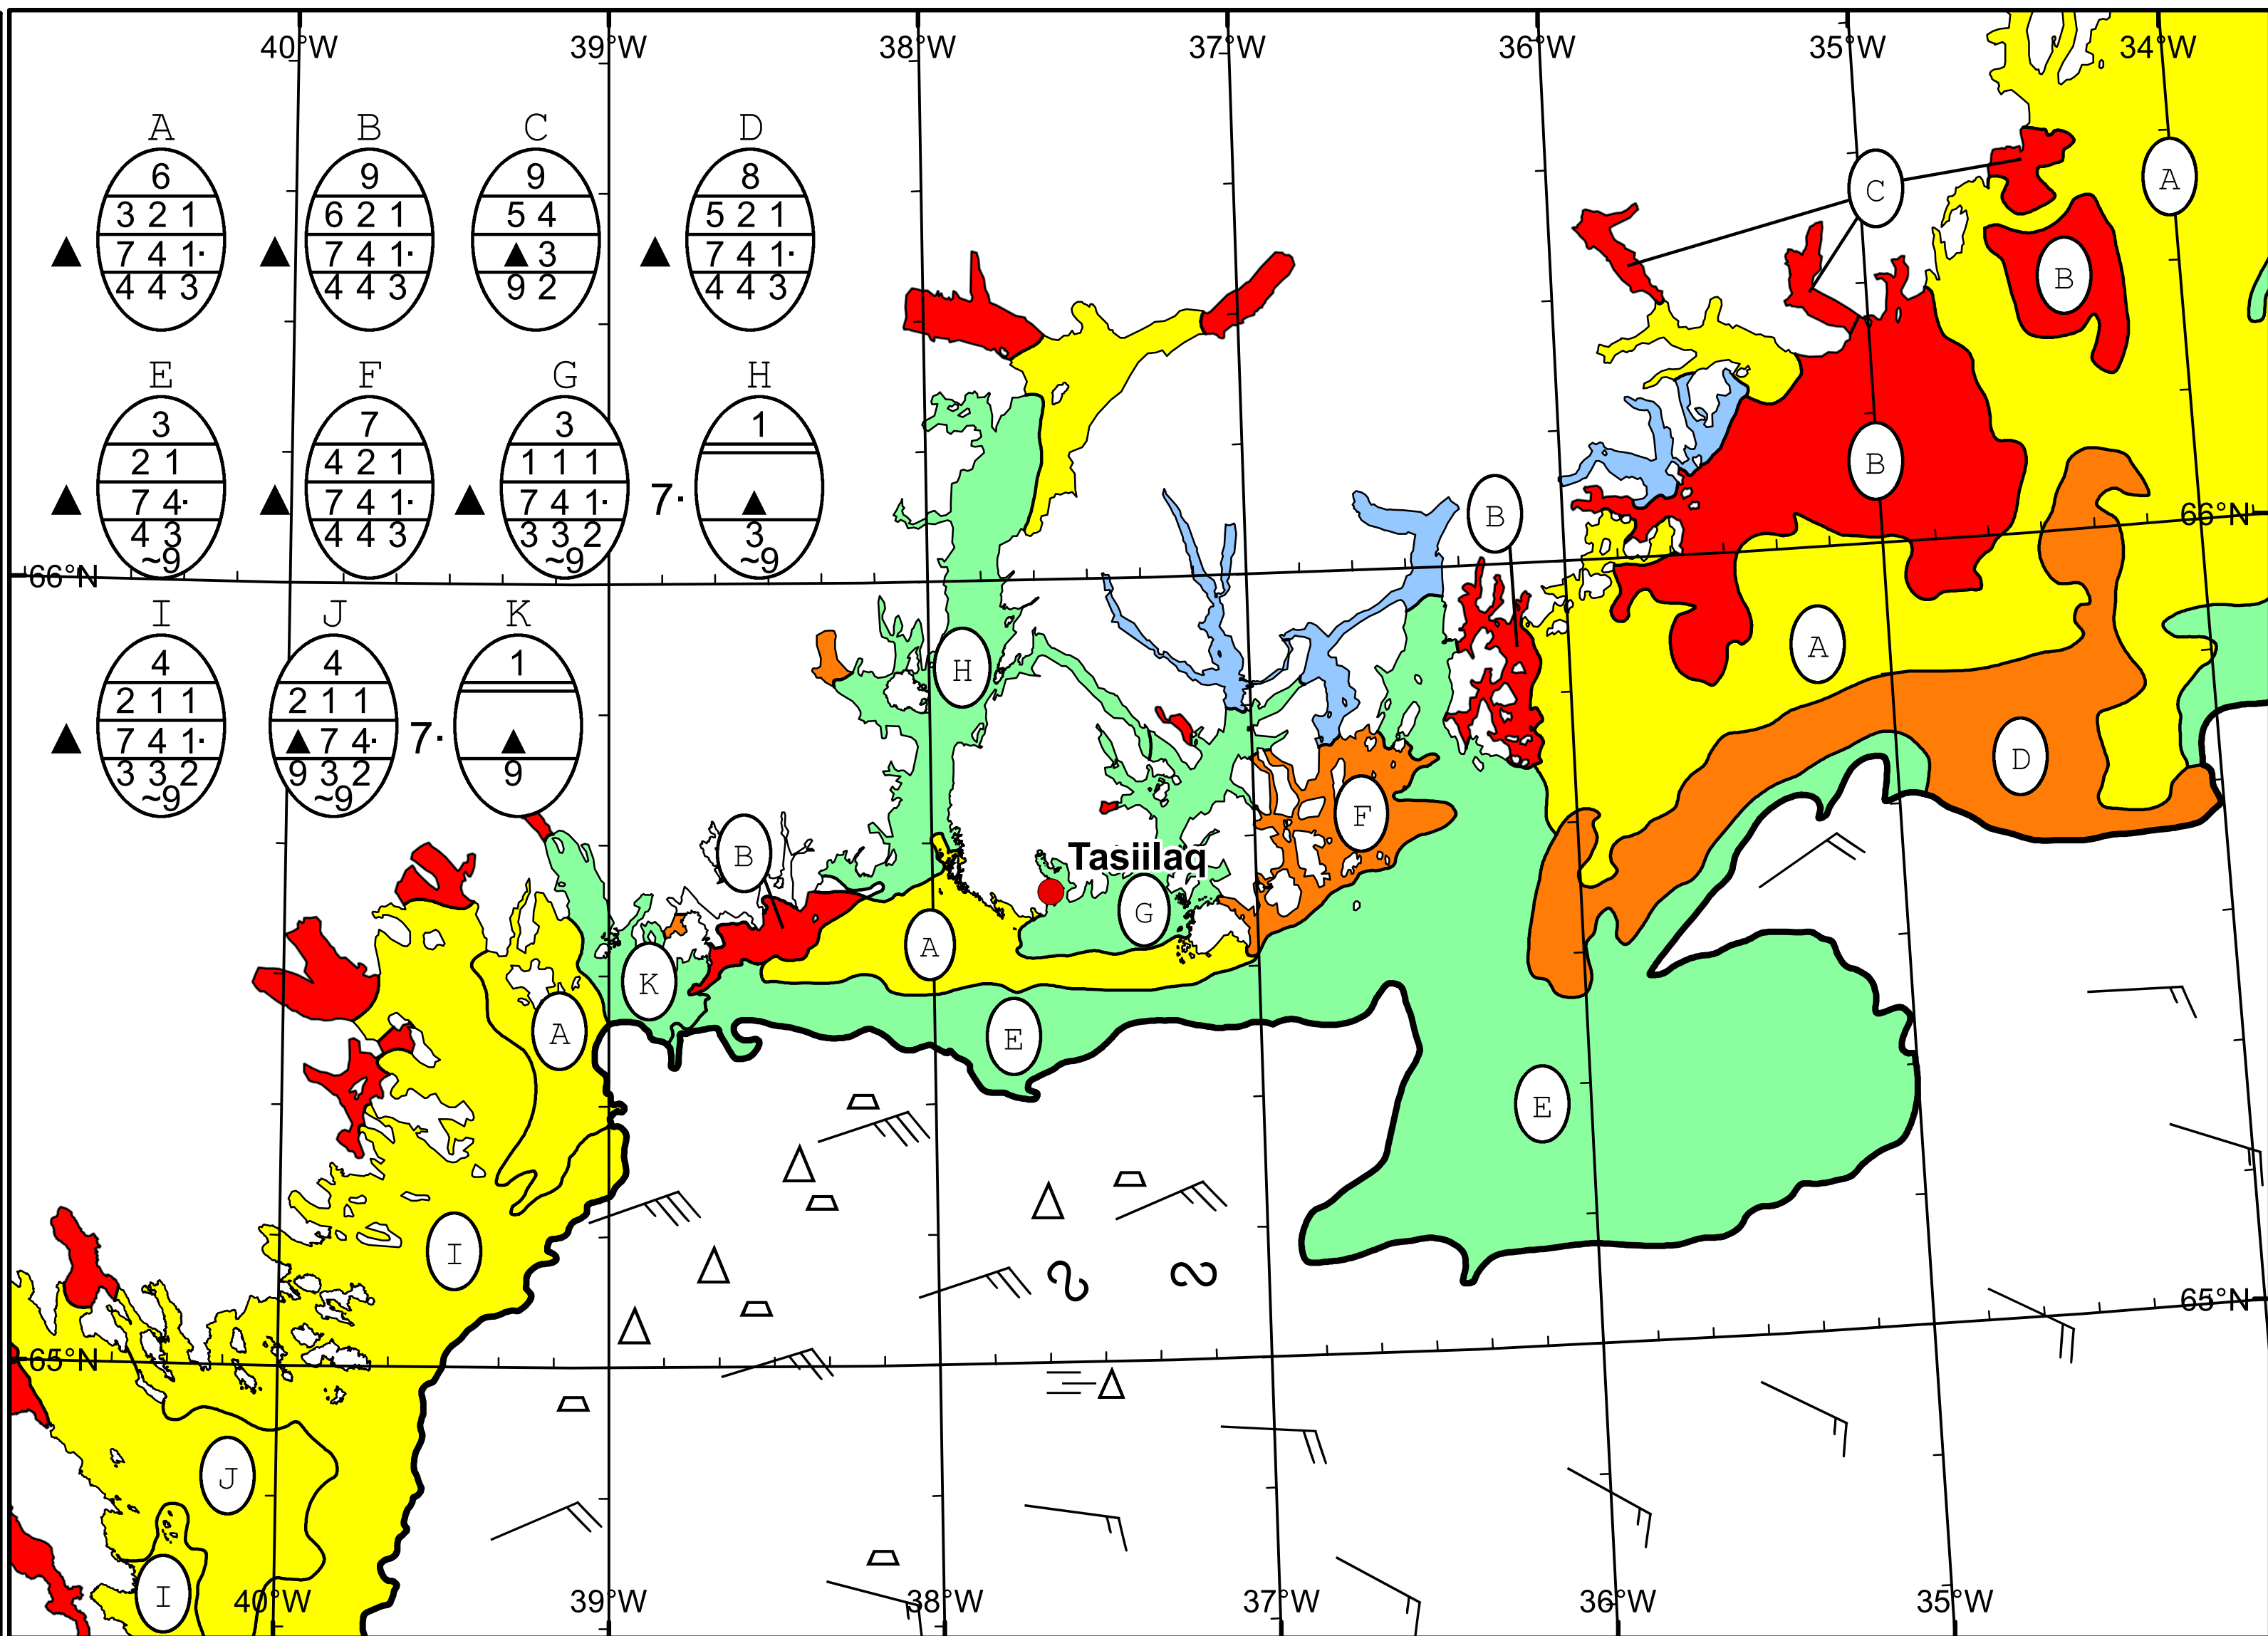 40°W 39°W 38°W 37°W 36°W 35°W 34°W
A B C D
6 9 9 8
3 2 1 6 2 1 5 4 5 2 1
▲ 7 4 1· ▲ 7 4 1· ▲ 3 ▲ 7 4 1·
4 4 3 4 4 3 9 2 4 4 3
E F G H
3 7 3 1
2 1 4 2 1 1 1 1
▲ 7 4· ▲ 7 4 1· ▲ 7 4 1· 7· ▲
4 3 4 4 3 3 3 2 3
~9 ~9 ~9
66°N 66°N
I J K
4 4 1
2 1 1 2 1 1
▲ 7 4 1· ▲ 7 4· 7· ▲
3 3 2 9 3 2 9
~9 ~9
C A
B
B B
A
H
D
F
B
Tasiilaq
G
A
K
A E
E
I
65°N 65°N
J
I
40°W 39°W 38°W 37°W 36°W 35°W